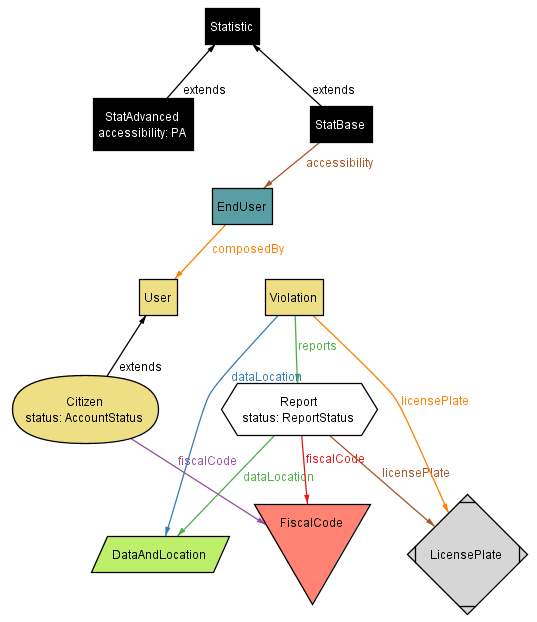 Statistic
extends
extends
StatAdvanced
accessibility: PA
StatBase
accessibility
EndUser
composedBy
User
Violation
extends
reports
dataLocation
Citizen
status: AccountStatus
Report
status: ReportStatus
licensePlate
fiscalCode
fiscalCode
dataLocation
licensePlate
FiscalCode
DataAndLocation
LicensePlate